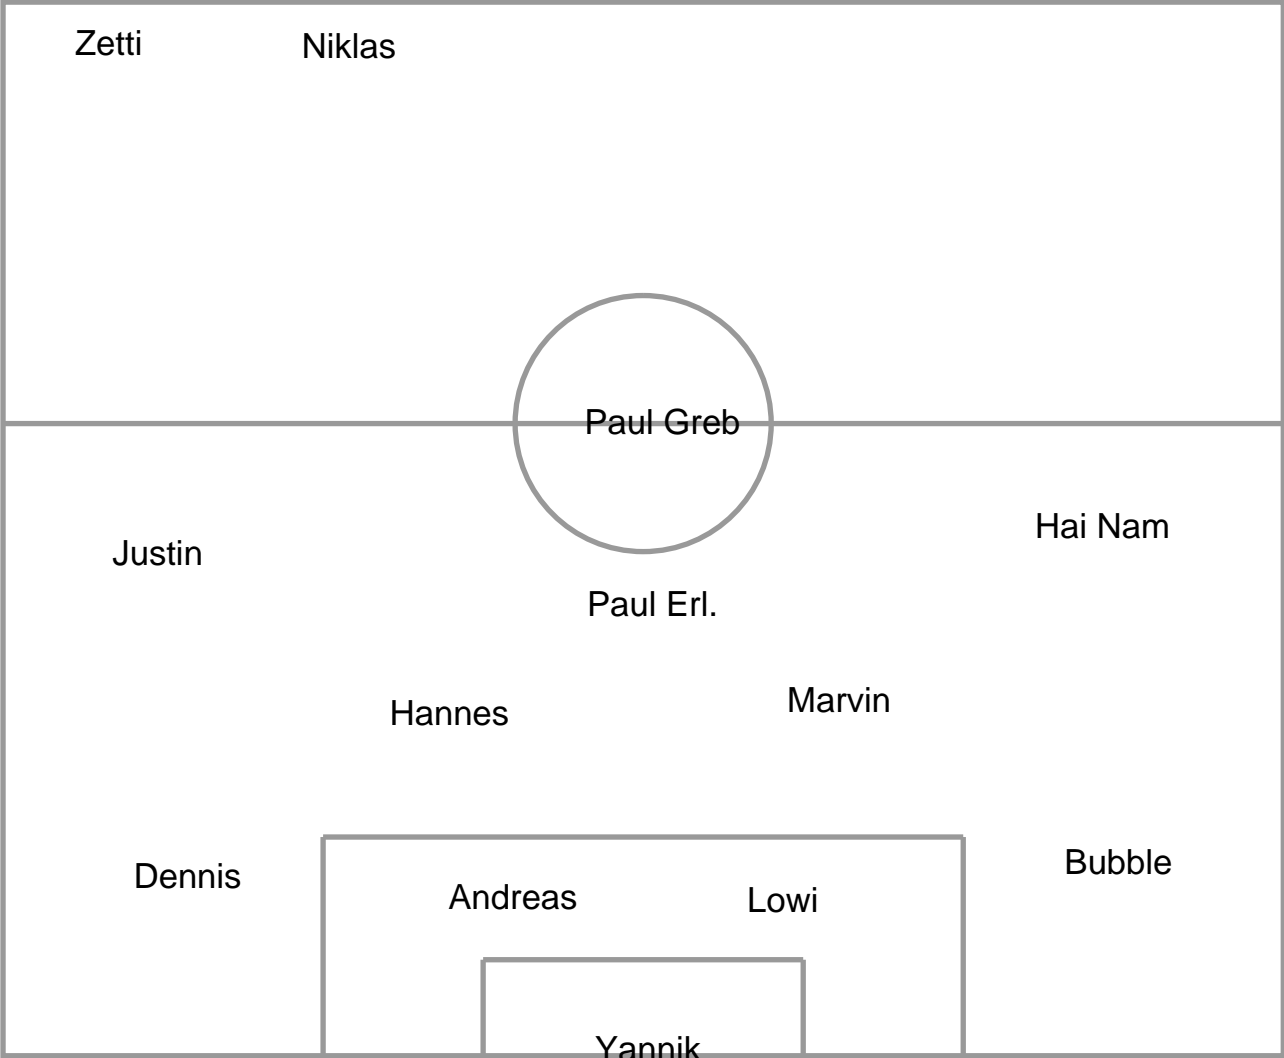 Zetti Niklas
Paul Greb
Hai Nam
Justin
Paul Erl.
Marvin
Hannes
Bubble
Dennis
Andreas Lowi
Yannik